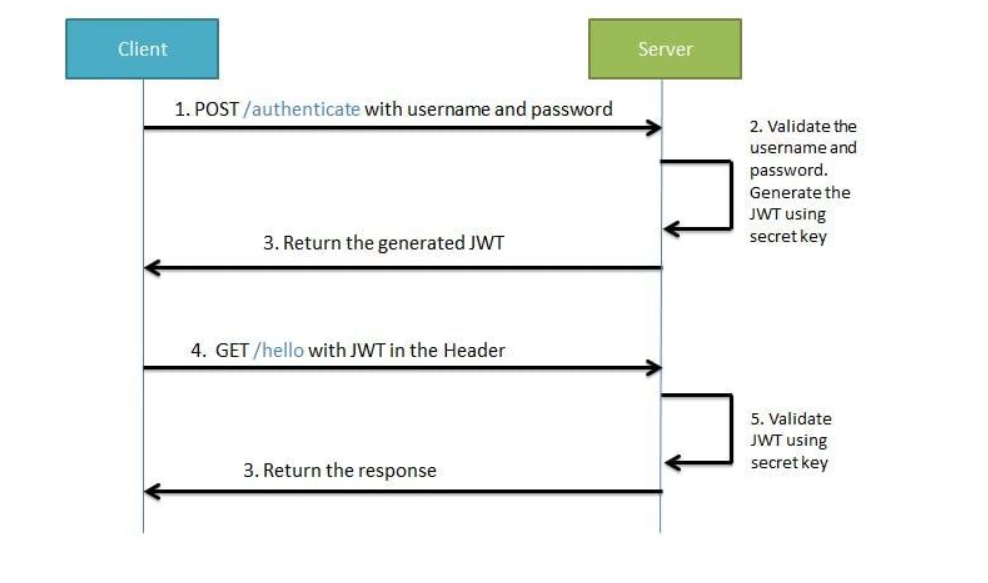 Client
Server
1. POST /authenticate with username and password
2. Validate the
username and
password.
Generate the
JWT using
secret key
3. Return the generated JWT
4. GET /hello with JWT in the Header
5. Validate
JWT using
secret key
3. Return the response